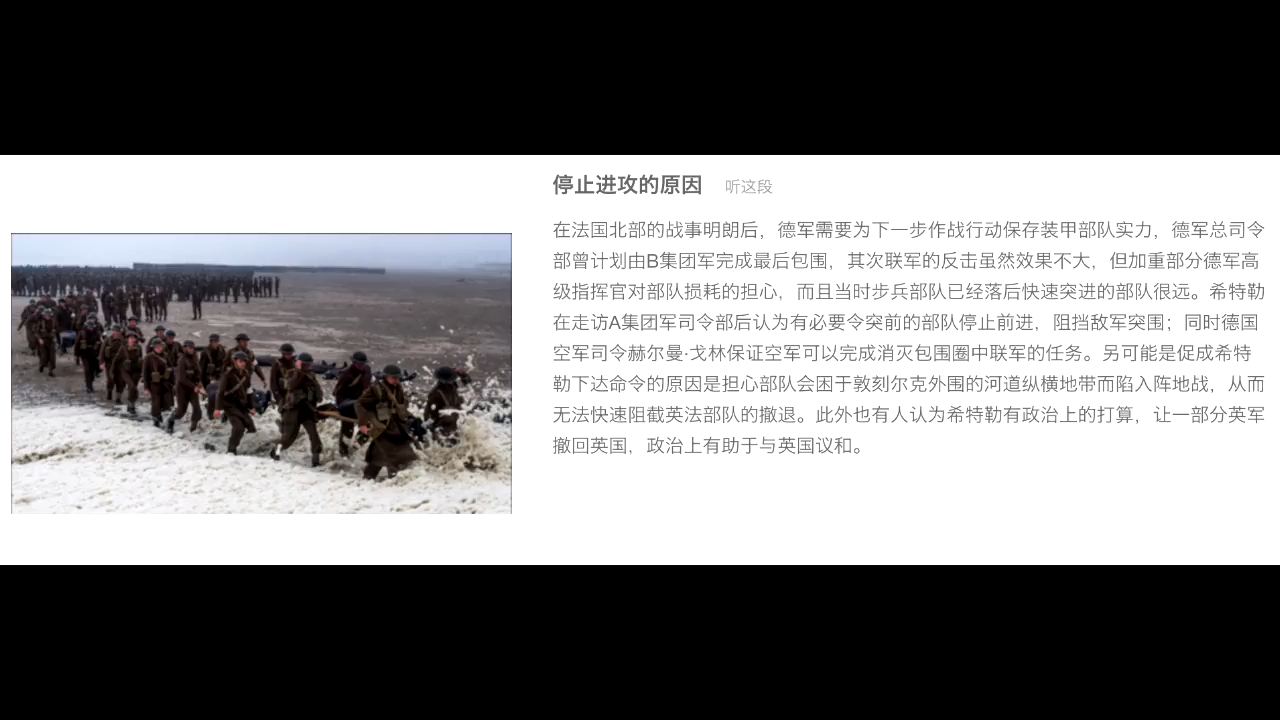 停止进攻的原因 听这段
在法国北部的战事明朗后，德军需要为下一步作战行动保存装甲部队实力，德军总司令
部曾计划由B集团军完成最后包围，其次联军的反击虽然效果不大，但加重部分德军高
级指挥官对部队损耗的担心，而且当时步兵部队已经落后快速突进的部队很远。希特勒
在走访A集团军司令部后认为有必要令突前的部队停止前进，阻挡敌军突围；同时德国
空军司令赫尔曼·戈林保证空军可以完成消灭包围圈中联军的任务。另可能是促成希特
勒下达命令的原因是担心部队会困于敦刻尔克外围的河道纵横地带而陷入阵地战，从而
无法快速阻截英法部队的撤退。此外也有人认为希特勒有政治上的打算，让一部分英军
撤回英国，政治上有助于与英国议和。